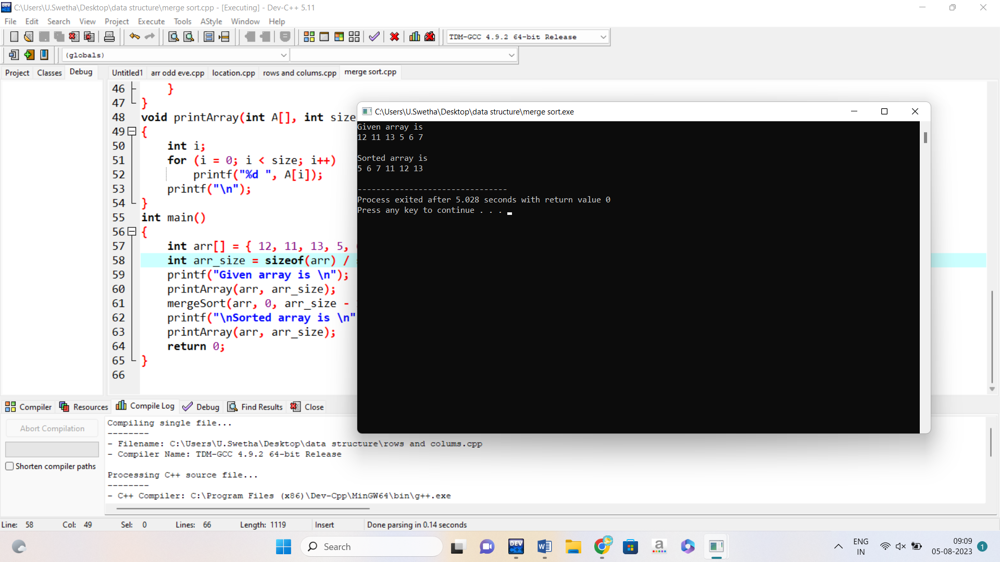 C:\Users\U.Swetha\Desktop\data structure\merge sort.cpp - [Executing] - Dev-C++ 5.11
File Edit Search View Project Execute Tools AStyle Window Help
TDM-GCC 4.9.2 64-bit Release
(globals)
Project Classes Debug
Untitled1 arr odd eve.cpp location.cpp rows and colums.cpp merge sort.cpp
46 }
47 }
48 void printArray(int A[], int size
49 {
50 int i;
51 for (i = 0; i < size; i++)
52 printf("%d ", A[i]);
53 printf("\n");
54 }
55 int main()
56 {
57 int arr[] = { 12, 11, 13, 5,
58 int arr_size = sizeof(arr) /
59 printf("Given array is \n");
60 printArray(arr, arr_size);
61 mergeSort(arr, 0, arr_size -
62 printf("\nSorted array is \n"
63 printArray(arr, arr_size);
64 return 0;
65 }
66
C:\Users\U.Swetha\Desktop\data structure\merge sort.exe
Given array is
12 11 13 5 6 7
Sorted array is
5 6 7 11 12 13
--------------------------------
Process exited after 5.028 seconds with return value 0
Press any key to continue . . .
Compiler Resources Compile Log Debug Find Results Close
Abort Compilation
Shorten compiler paths
Compiling single file...
--------
- Filename: C:\Users\U.Swetha\Desktop\data structure\rows and colums.cpp
- Compiler Name: TDM-GCC 4.9.2 64-bit Release
Processing C++ source file...
--------
- C++ Compiler: C:\Program Files (x86)\Dev-Cpp\MinGW64\bin\g++.exe
Line: 58 Col: 49 Sel: 0 Lines: 66 Length: 1119 Insert Done parsing in 0.14 seconds
Search
DEV C++
W
a
ENG
IN
09:09
05-08-2023
1